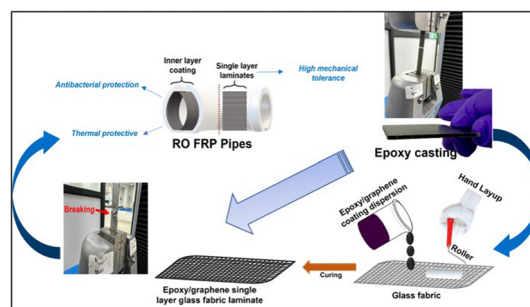 Inner layer
coating
Single layer
laminates
High mechanical
tolerance
Antibacterial protection
Thermal protective
RO FRP Pipes
Epoxy casting
Breaking
Epoxy/graphene
coating dispersion
Hand Layup
Roller
Curing
Glass fabric
Epoxy/graphene single
layer glass fabric laminate